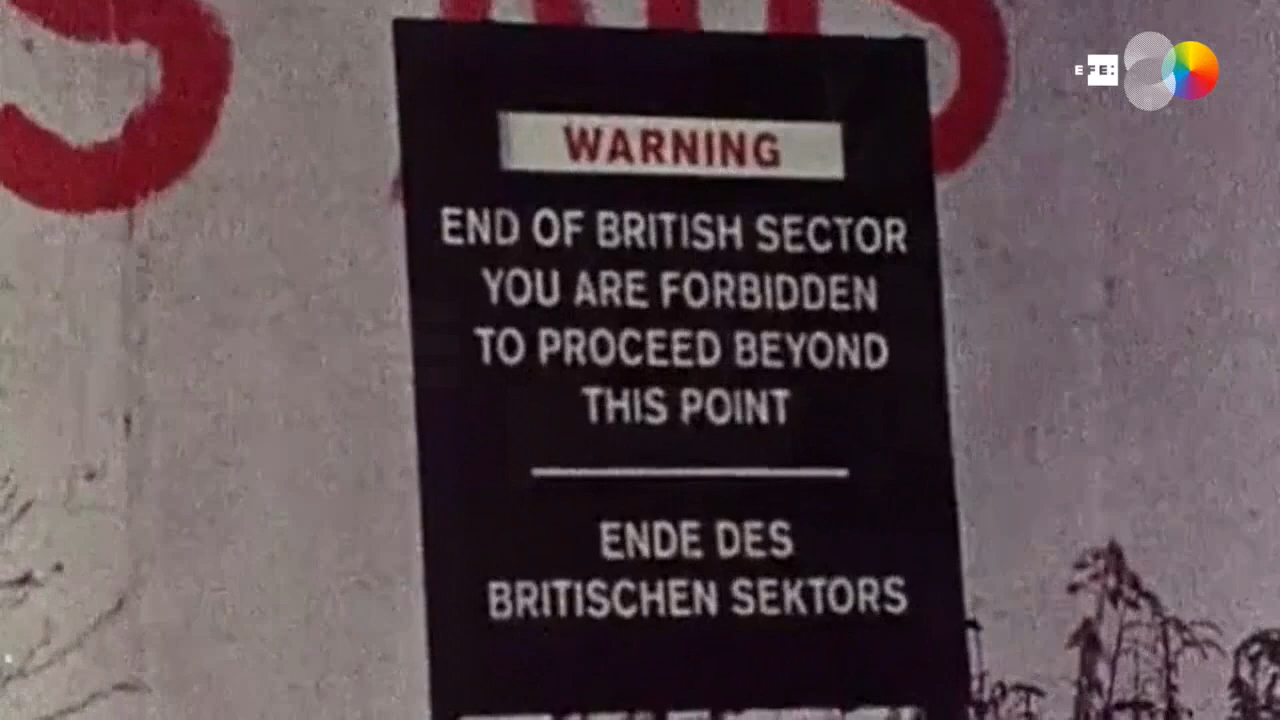 EFE:
WARNING
END OF BRITISH SECTOR
YOU ARE FORBIDDEN
TO PROCEED BEYOND
THIS POINT
ENDE DES
BRITISCHEN SEKTORS